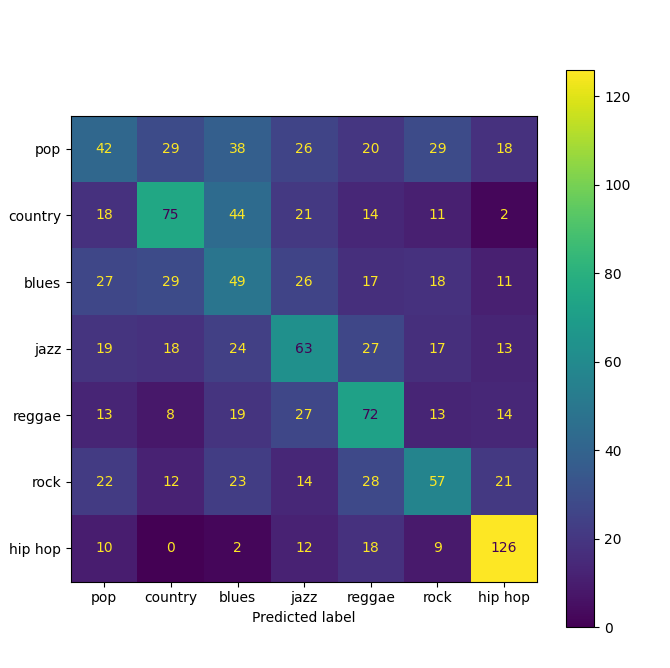 120
100
80
60
40
20
0
pop 42 29 38 26 20 29 18
country 18 75 44 21 14 11 2
blues 27 29 49 26 17 18 11
jazz 19 18 24 63 27 17 13
reggae 13 8 19 27 72 13 14
rock 22 12 23 14 28 57 21
hip hop 10 0 2 12 18 9 126
pop country blues jazz reggae rock hip hop
Predicted label